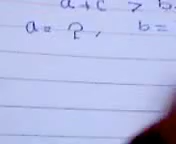 a+c > b
a = ?, b =